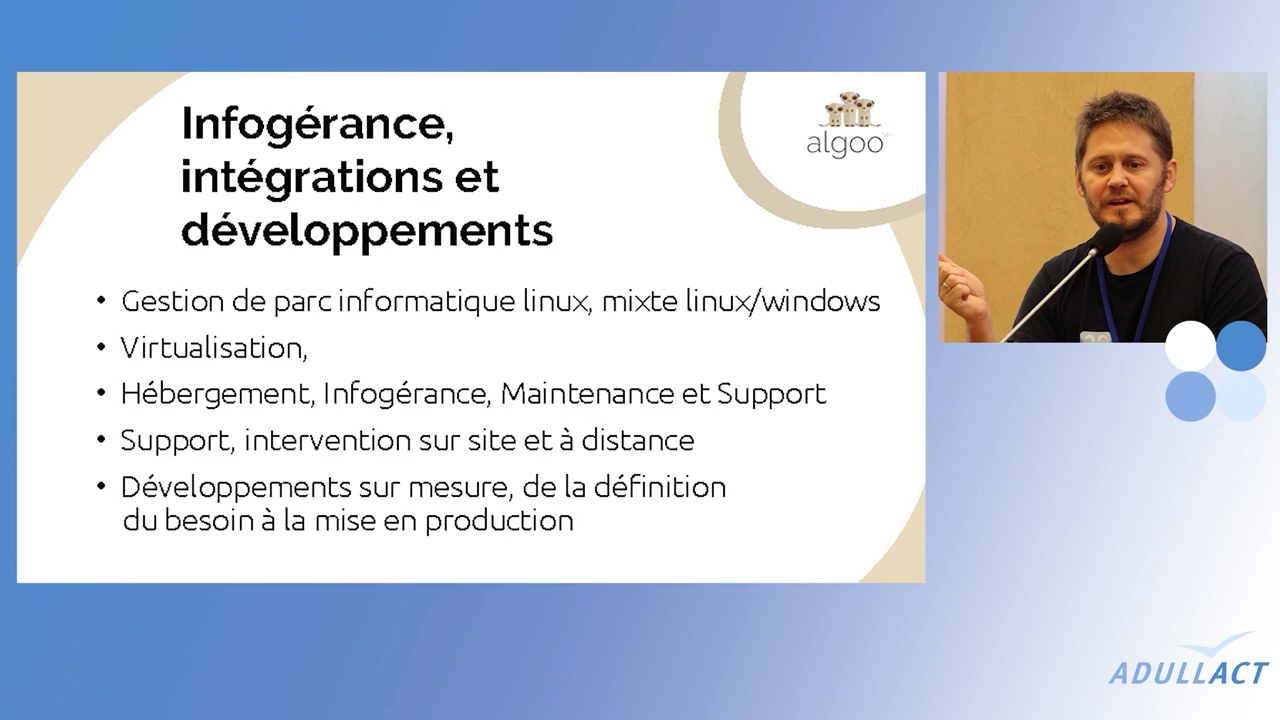 Infogérance,
intégrations et
développements
algoo SAS
• Gestion de parc informatique linux, mixte linux/windows
• Virtualisation,
• Hébergement, Infogérance, Maintenance et Support
• Support, intervention sur site et à distance
• Développements sur mesure, de la définition
du besoin à la mise en production
ADULLACT